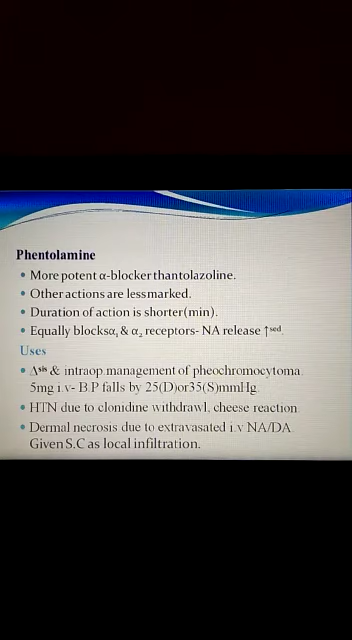 Phentolamine
• More potent α-blocker thantolazoline.
• Other actions are lessmarked.
• Duration of action is shorter(min).
• Equally blocksα₁ & α₂ receptors- NA release ↑sed.
Uses
• Δsis & intraop management of pheochromocytoma.
5mg i.v- B.P falls by 25(D)or35(S)mmHg.
• HTN due to clonidine withdrawl, cheese reaction.
• Dermal necrosis due to extravasated i.v NA/DA.
Given S.C as local infiltration.